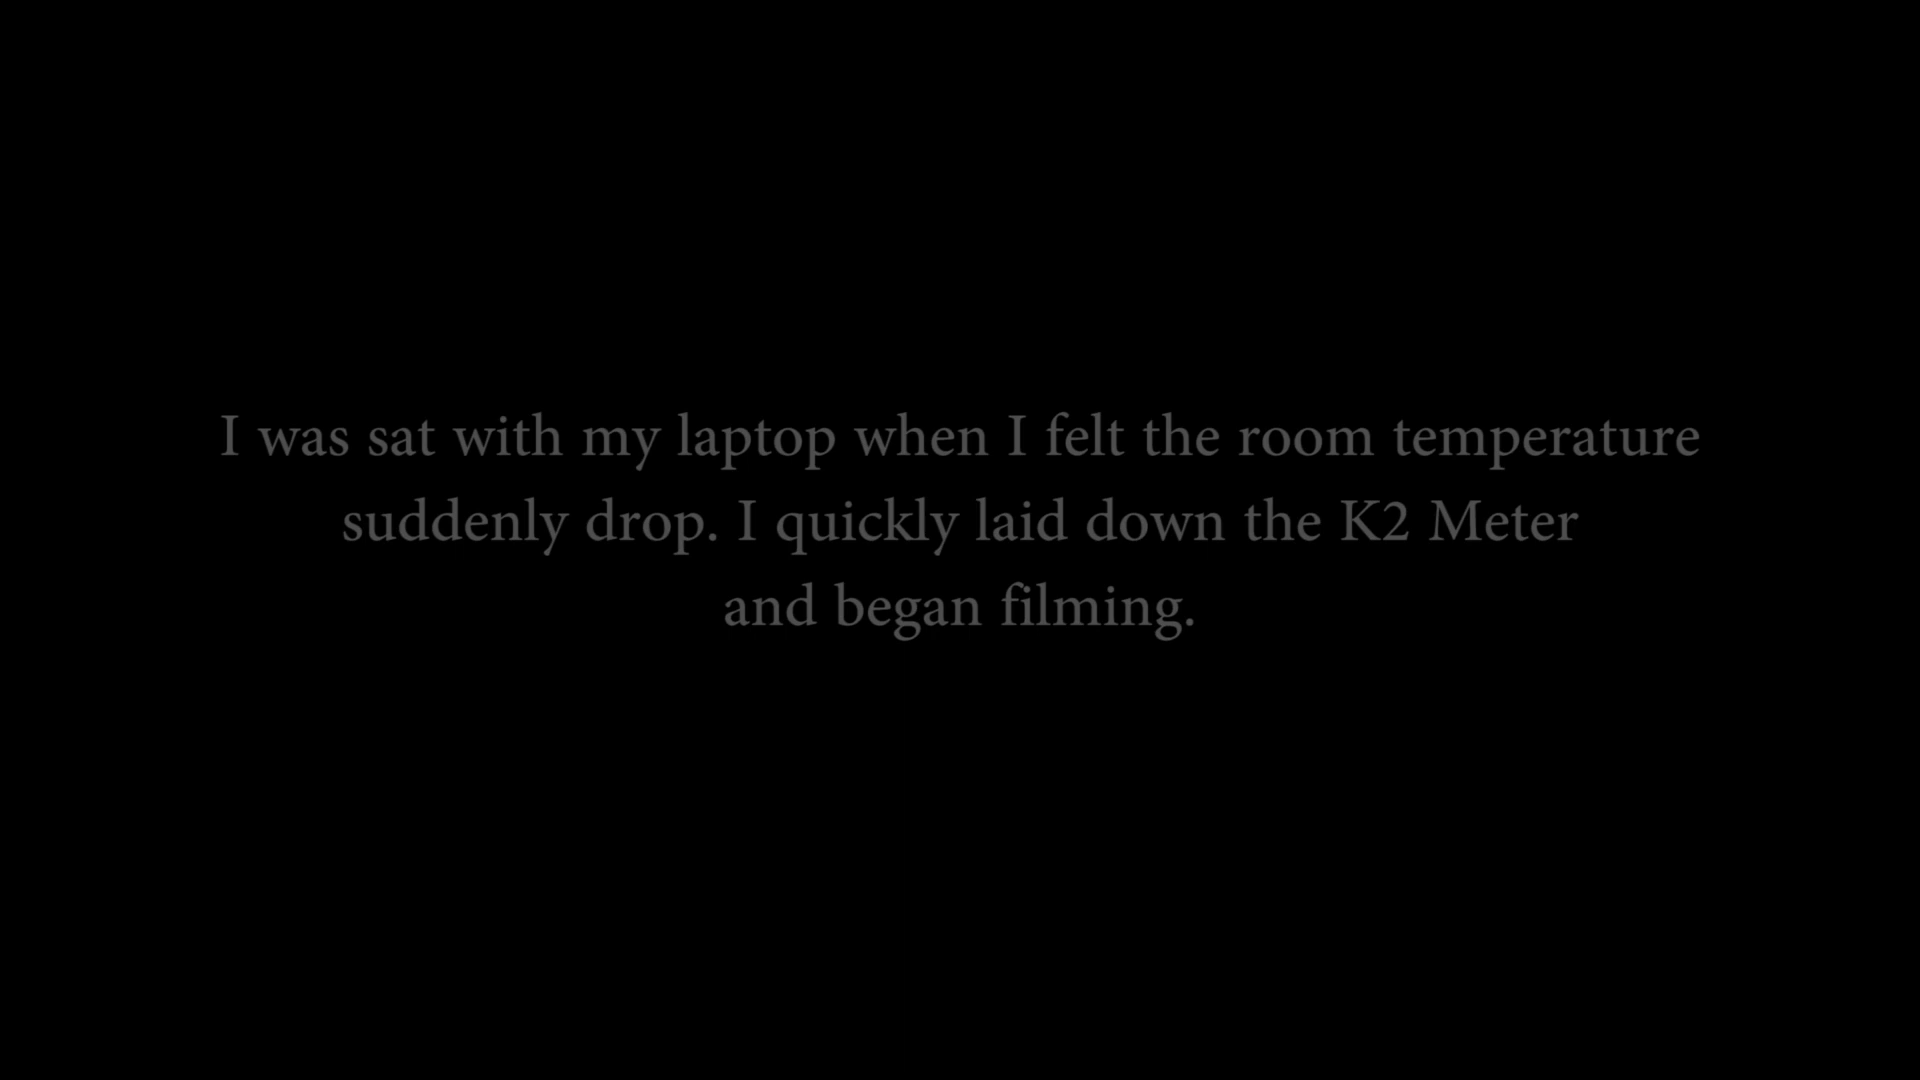 I was sat with my laptop when I felt the room temperature
suddenly drop. I quickly laid down the K2 Meter
and began filming.